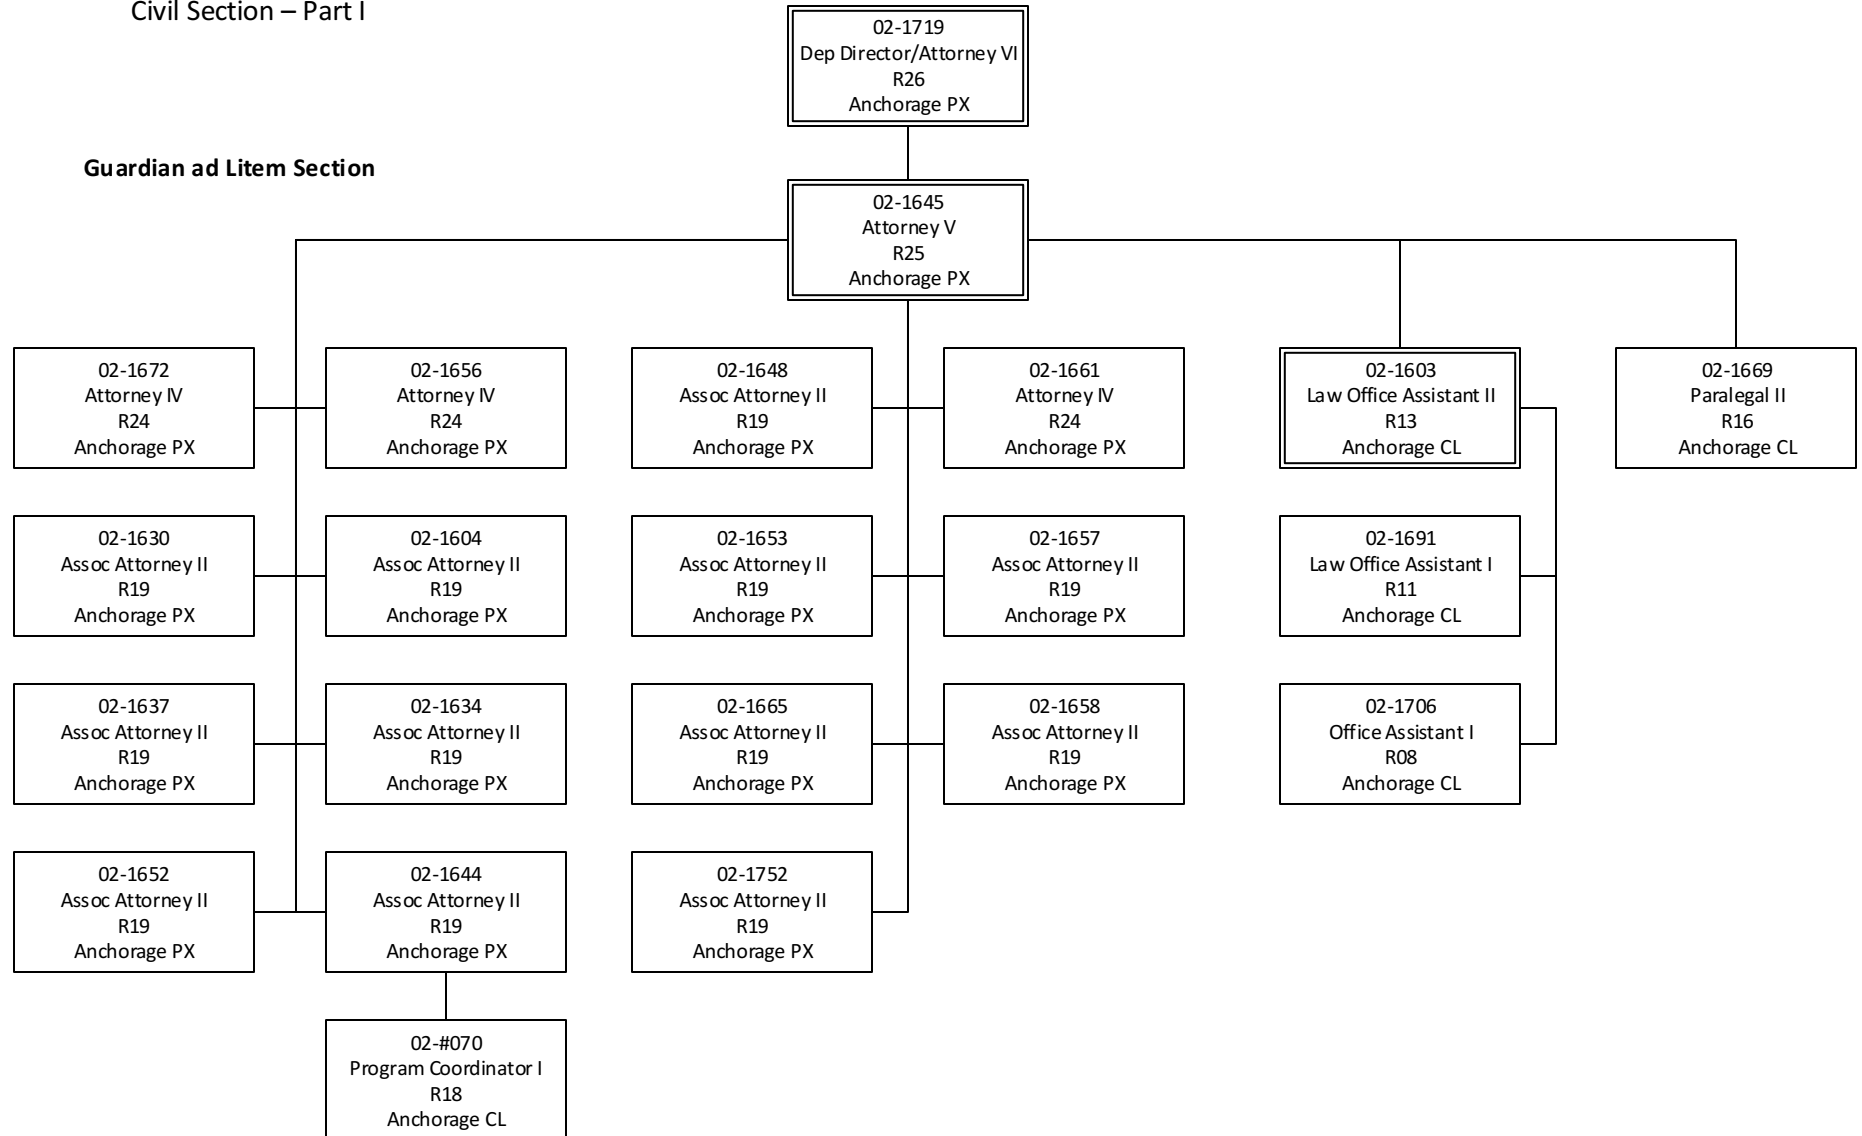 Civil Section – Part I
02-1719
Dep Director/Attorney VI
R26
Anchorage PX
Guardian ad Litem Section
02-1645
Attorney V
R25
Anchorage PX
02-1672
Attorney IV
R24
Anchorage PX
02-1656
Attorney IV
R24
Anchorage PX
02-1648
Assoc Attorney II
R19
Anchorage PX
02-1661
Attorney IV
R24
Anchorage PX
02-1603
Law Office Assistant II
R13
Anchorage CL
02-1669
Paralegal II
R16
Anchorage CL
02-1630
Assoc Attorney II
R19
Anchorage PX
02-1604
Assoc Attorney II
R19
Anchorage PX
02-1653
Assoc Attorney II
R19
Anchorage PX
02-1657
Assoc Attorney II
R19
Anchorage PX
02-1691
Law Office Assistant I
R11
Anchorage CL
02-1637
Assoc Attorney II
R19
Anchorage PX
02-1634
Assoc Attorney II
R19
Anchorage PX
02-1665
Assoc Attorney II
R19
Anchorage PX
02-1658
Assoc Attorney II
R19
Anchorage PX
02-1706
Office Assistant I
R08
Anchorage CL
02-1652
Assoc Attorney II
R19
Anchorage PX
02-1644
Assoc Attorney II
R19
Anchorage PX
02-1752
Assoc Attorney II
R19
Anchorage PX
02-#070
Program Coordinator I
R18
Anchorage CL